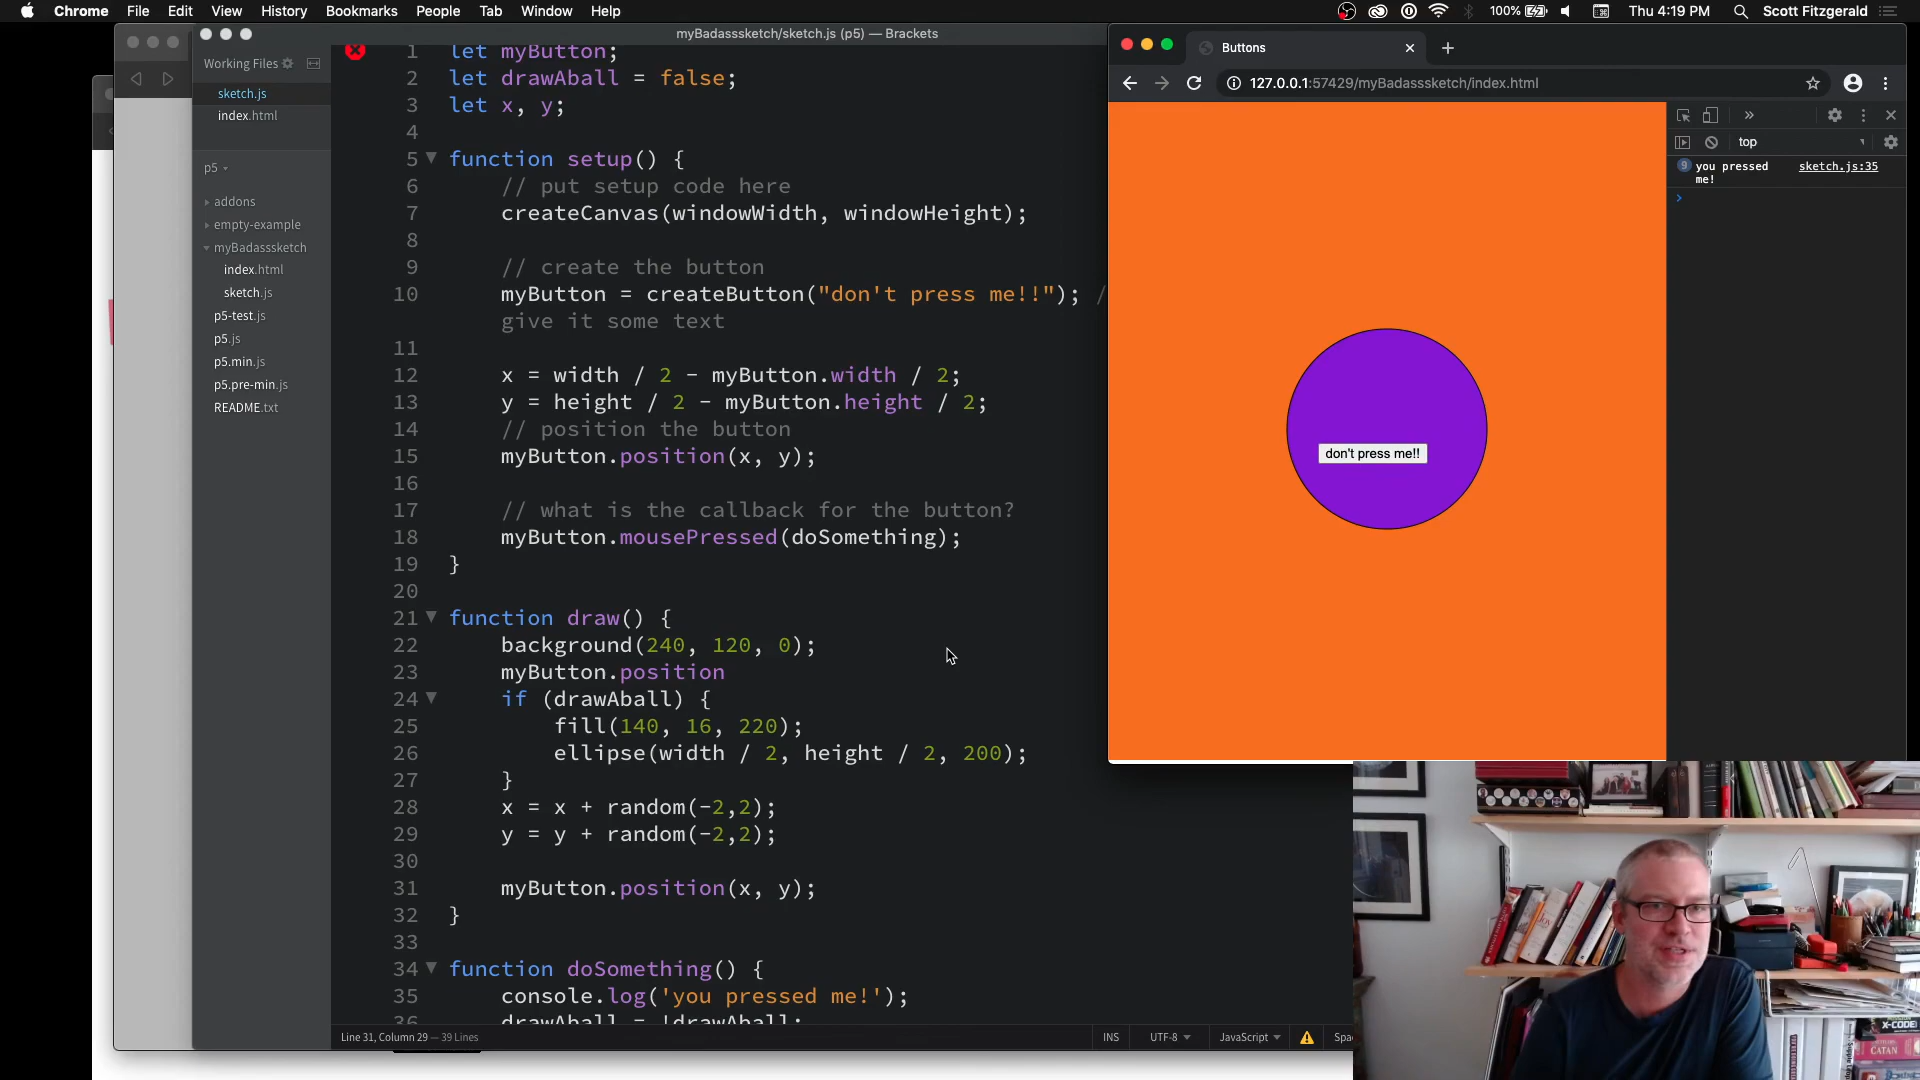 Chrome File Edit View History Bookmarks People Tab Window Help
100% Thu 4:19 PM Scott Fitzgerald
myBadasssketch/sketch.js (p5) — Brackets
Working Files
sketch.js
index.html
p5
addons
empty-example
myBadasssketch
index.html
sketch.js
p5-test.js
p5.js
p5.min.js
p5.pre-min.js
README.txt
1 let myButton;
2 let drawAball = false;
3 let x, y;
4
5 function setup() {
6 // put setup code here
7 createCanvas(windowWidth, windowHeight);
8
9 // create the button
10 myButton = createButton("don't press me!!"); /
give it some text
11
12 x = width / 2 - myButton.width / 2;
13 y = height / 2 - myButton.height / 2;
14 // position the button
15 myButton.position(x, y);
16
17 // what is the callback for the button?
18 myButton.mousePressed(doSomething);
19 }
20
21 function draw() {
22 background(240, 120, 0);
23 myButton.position
24 if (drawAball) {
25 fill(140, 16, 220);
26 ellipse(width / 2, height / 2, 200);
27 }
28 x = x + random(-2,2);
29 y = y + random(-2,2);
30
31 myButton.position(x, y);
32 }
33
34 function doSomething() {
35 console.log('you pressed me!');
36 drawAball = !drawAball;
Line 31, Column 29 — 39 Lines
INS UTF-8 JavaScript Spac
Buttons
127.0.0.1:57429/myBadasssketch/index.html
don't press me!!
top
9 you pressed sketch.js:35
me!
X-CODE
CATAN